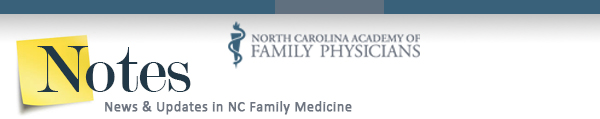 NORTH CAROLINA ACADEMY OF
FAMILY PHYSICIANS
Notes
News & Updates in NC Family Medicine